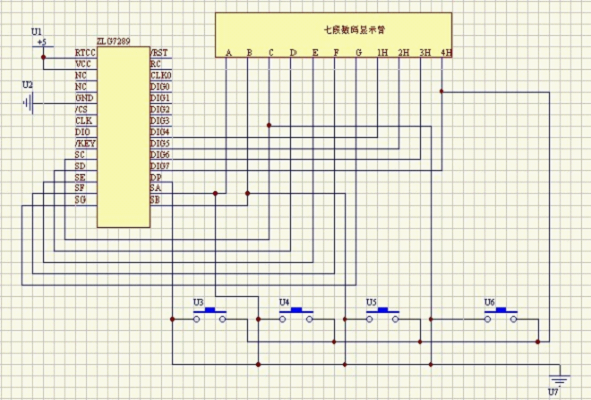 七段数码显示管
A B C D E F G 1H 2H 3H 4H
U1
+5
ZLG7289
RTCC /RST
VCC RC
NC CLKO
NC DIG0
GND DIG1
/CS DIG2
CLK DIG3
DIO DIG4
/KEY DIG5
SC DIG6
SD DIG7
SE DP
SF SA
SG SB
U2
U3 U4 U5 U6
U7